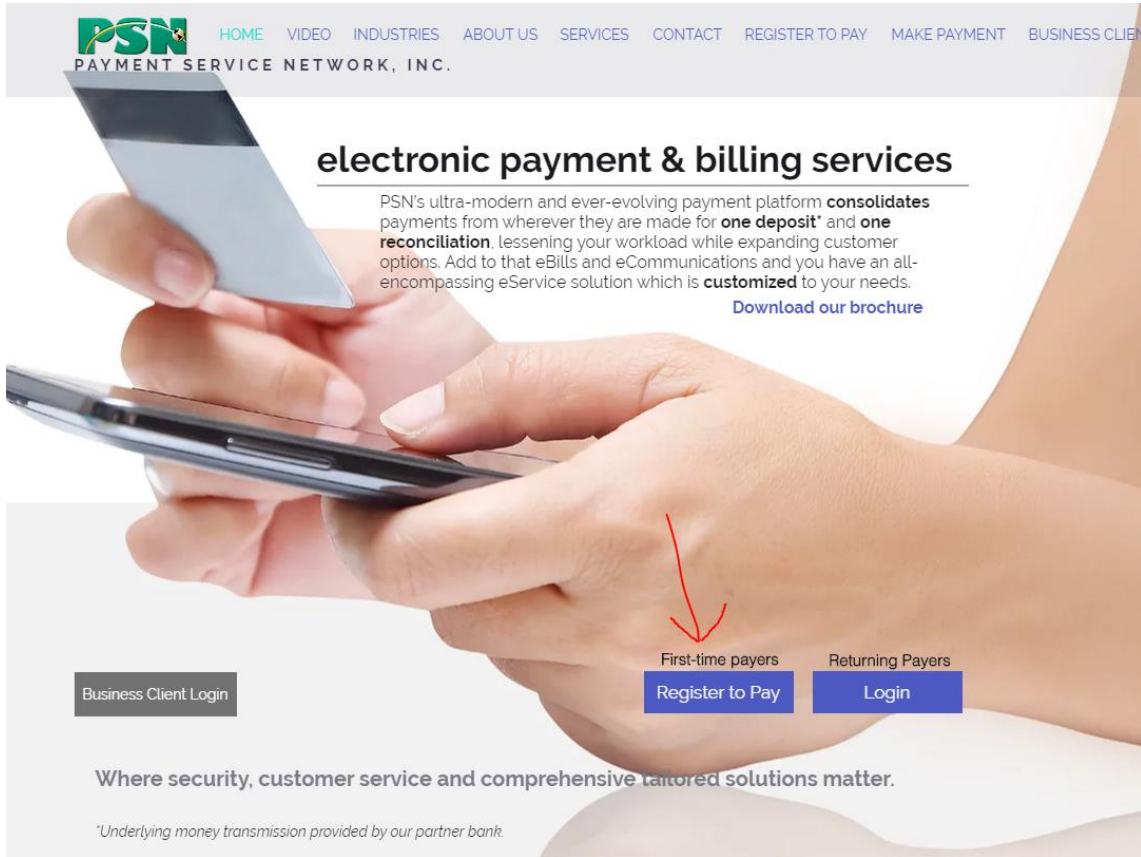 PSN
PAYMENT SERVICE NETWORK, INC.
HOME VIDEO INDUSTRIES ABOUT US SERVICES CONTACT REGISTER TO PAY MAKE PAYMENT BUSINESS
electronic payment & billing services
PSN's ultra-modern and ever-evolving payment platform consolidates
payments from wherever they are made for one deposit* and one
reconciliation, lessening your workload while expanding customer
options. Add to that eBills and eCommunications and you have an all-
encompassing eService solution which is customized to your needs.
Download our brochure
First-time payers Returning Payers
Business Client Login Register to Pay Login
Where security, customer service and comprehensive tailored solutions matter.
*Underlying money transmission provided by our partner bank.